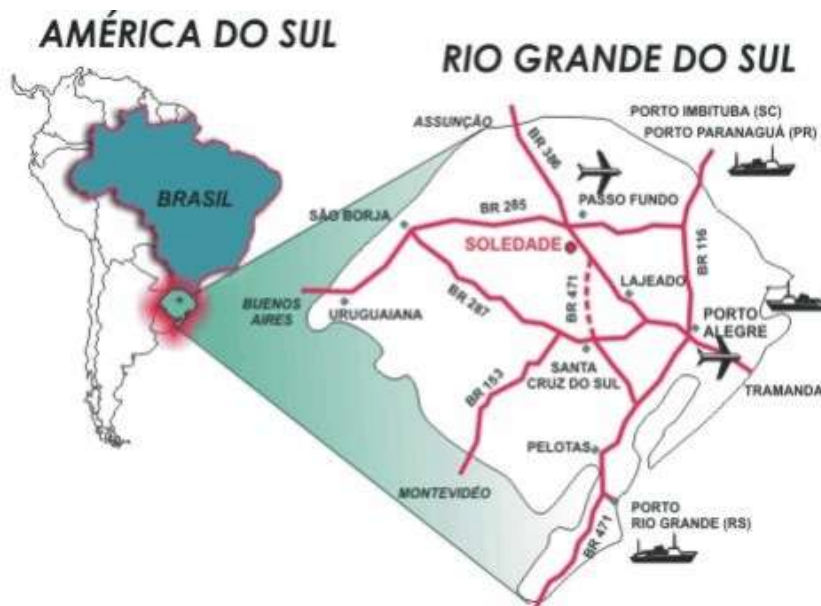 AMÉRICA DO SUL
RIO GRANDE DO SUL
BRASIL
ASSUNÇÃO
PORTO IMBITUBA (SC)
PORTO PARANAGUÁ (PR)
BR 386
PASSO FUNDO
BR 285
SÃO BORJA
SOLEDADE
BR 116
LAJEADO
BR 471
BUENOS
AIRES
URUGUAIANA
BR 287
PORTO
ALEGRE
SANTA
CRUZ DO SUL
BR 153
TRAMANDA
PELOTAS
MONTEVIDÉO
PORTO
RIO GRANDE (RS)
BR 471